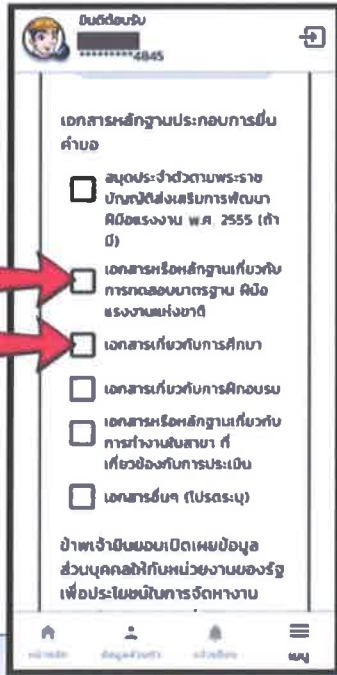 ยินดีต้อนรับ
*********4845
เอกสารหลักฐานประกอบการยื่น
คำขอ
สมุดประจำตัวตามพระราช
บัญญัติส่งเสริมการพัฒนา
ฝีมือแรงงาน พ.ศ. 2555 (ถ้า
มี)
เอกสารหรือหลักฐานเกี่ยวกับ
การทดสอบมาตรฐาน ฝีมือ
แรงงานแห่งชาติ
เอกสารเกี่ยวกับการศึกษา
เอกสารเกี่ยวกับการฝึกอบรม
เอกสารหรือหลักฐานเกี่ยวกับ
การทำงานในสาขา ที่
เกี่ยวข้องกับการประเมิน
เอกสารอื่นๆ (โปรดระบุ)
ข้าพเจ้ายินยอมเปิดเผยข้อมูล
ส่วนบุคคลให้กับหน่วยงานของรัฐ
เพื่อประโยชน์ในการจัดหางาน
หน้าหลัก
ข้อมูลส่วนตัว
แจ้งเตือน
เมนู